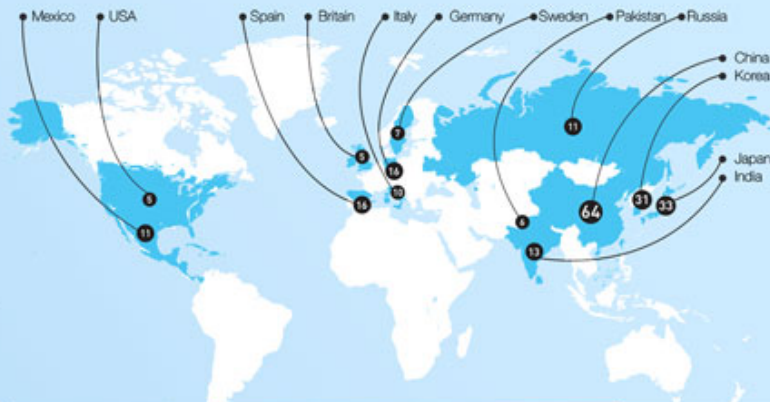 Mexico
USA
Spain
Britain
Italy
Germany
Sweden
Pakistan
Russia
China
Korea
Japan
India
11
7
5
16
5
10
16
31
33
64
6
11
13